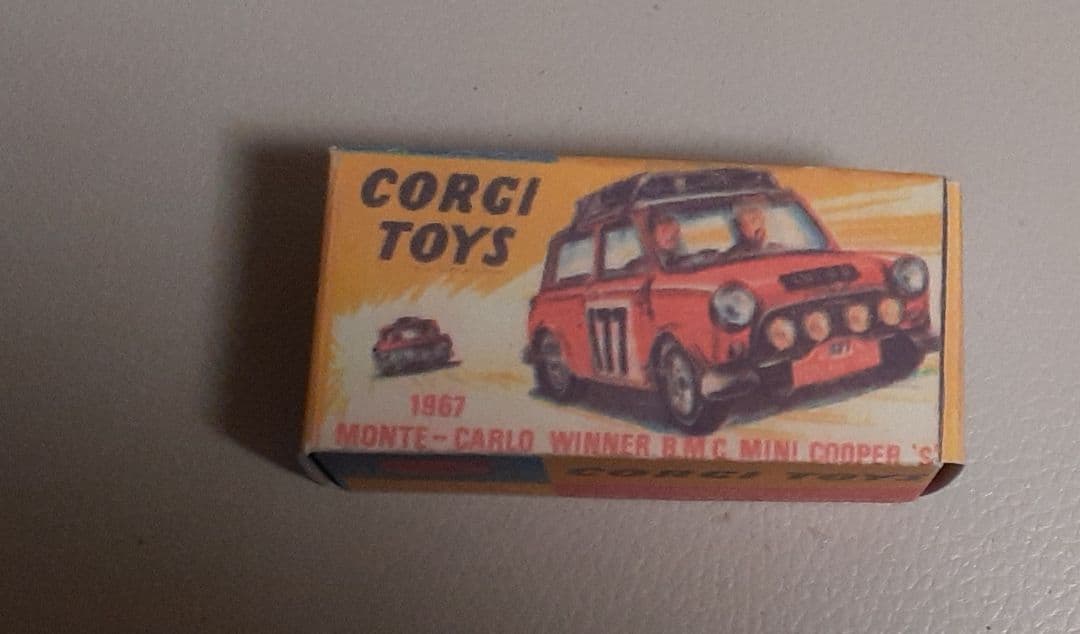 CORGI
TOYS
177
1967
MONTE-CARLO WINNER B.M.C. MINI COOPER 'S'
CORGI TOYS